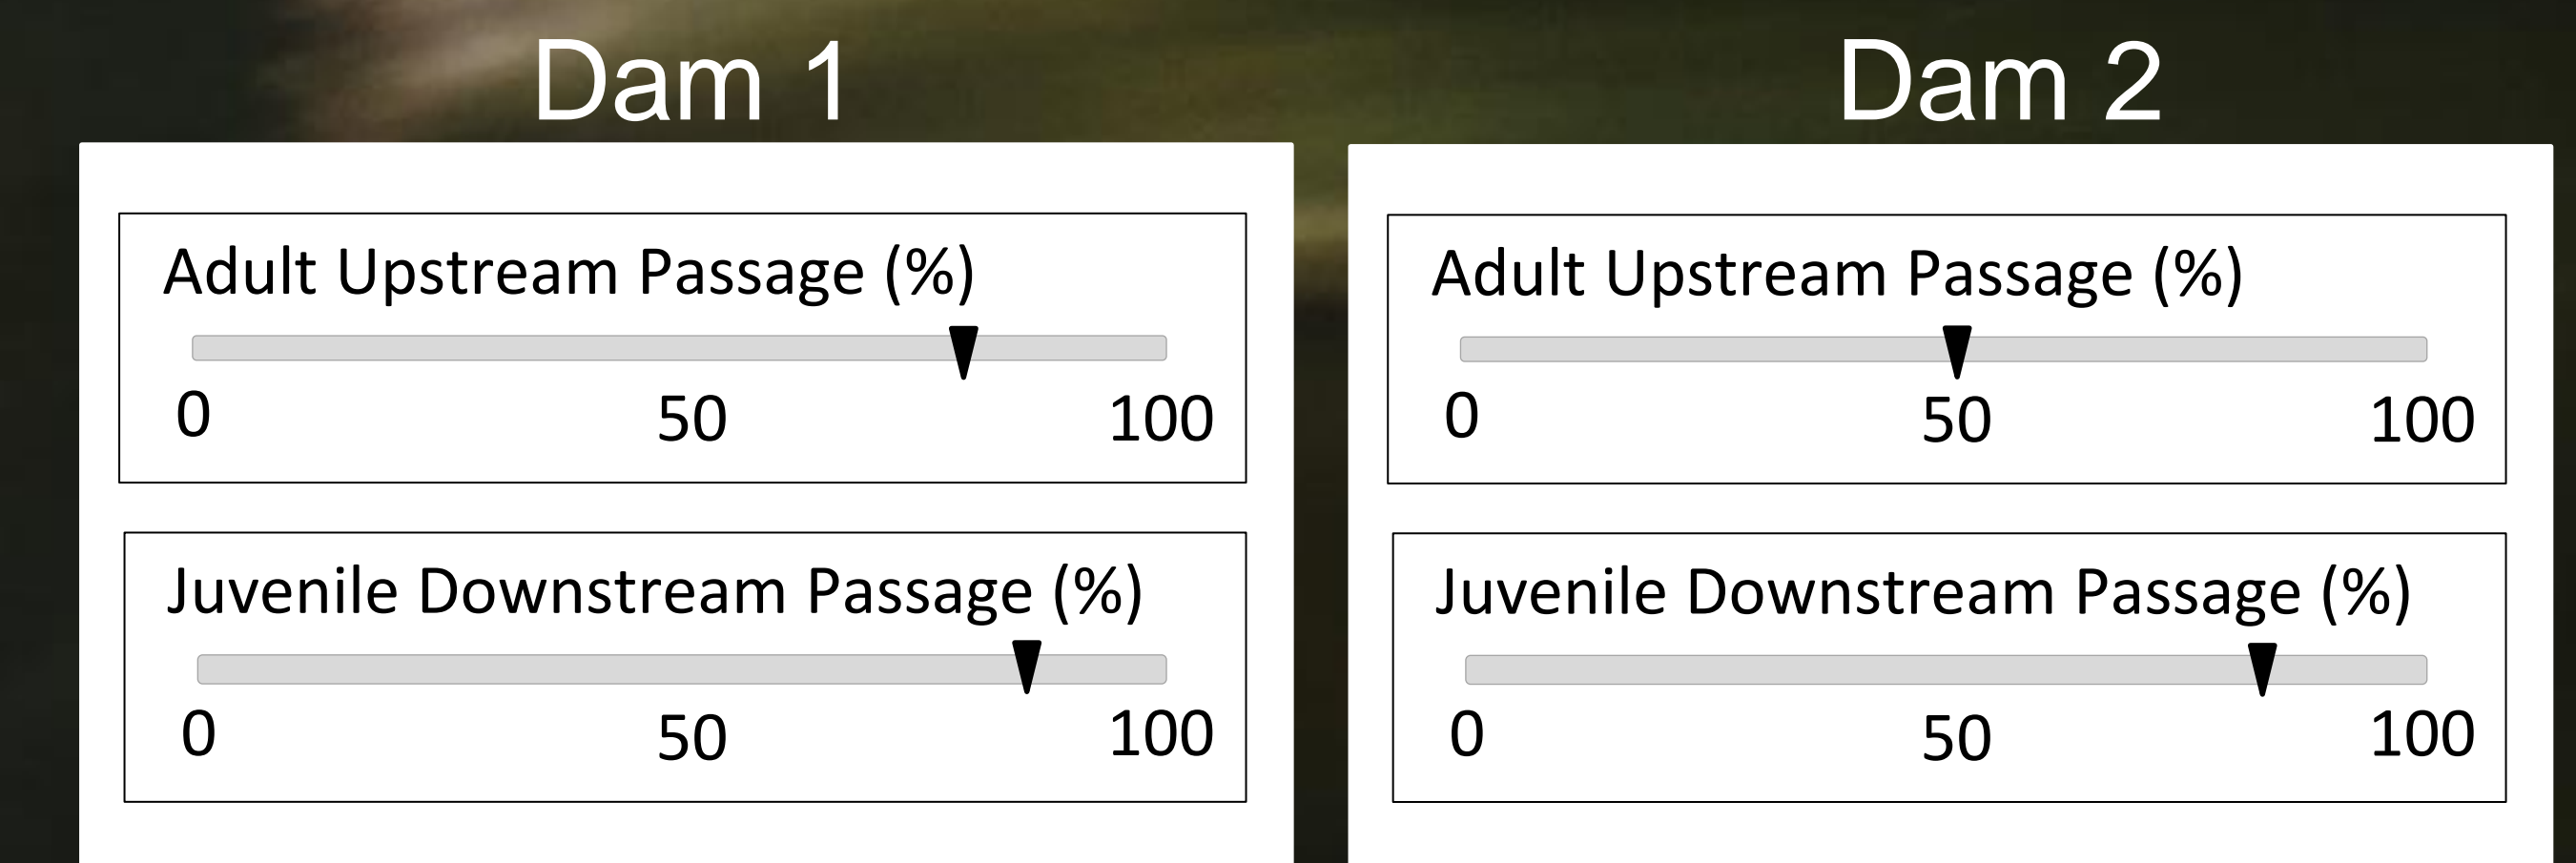 Dam 1
Adult Upstream Passage (%)
0 50 100
Juvenile Downstream Passage (%)
0 50 100
Dam 2
Adult Upstream Passage (%)
0 50 100
Juvenile Downstream Passage (%)
0 50 100